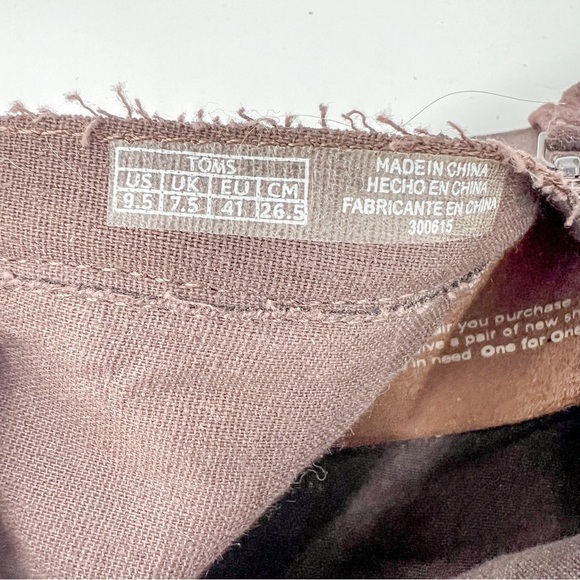 TOMS
US UK EU CM
9.5 7.5 41 26.5
MADE IN CHINA
HECHO EN CHINA
FABRICANTE EN CHINA
300615
you purchase
a pair of new
in need One for One